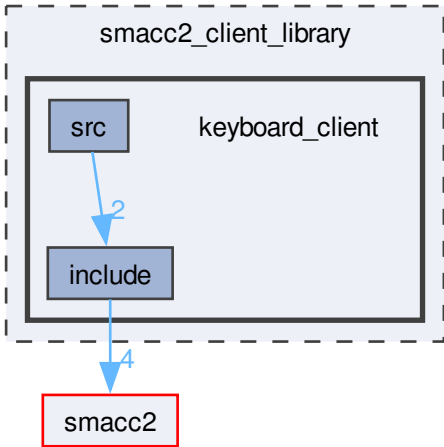 smacc2_client_library
src
keyboard_client
2
include
4
smacc2